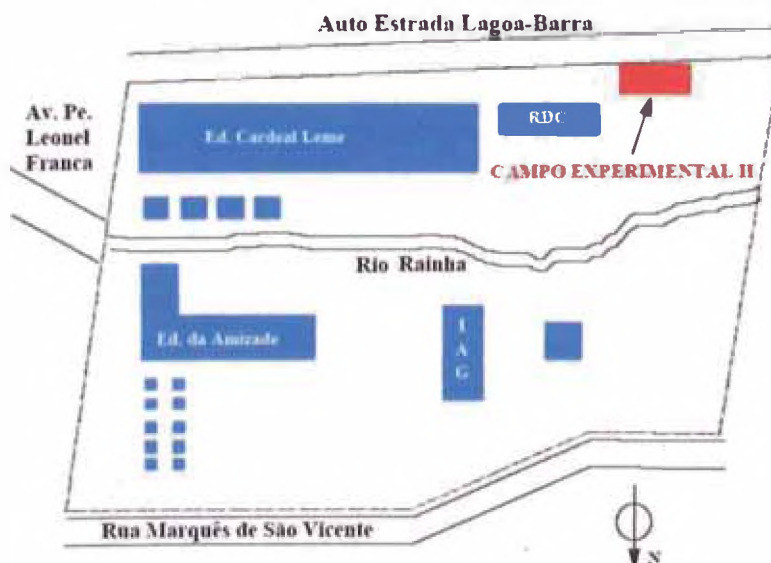 Auto Estrada Lagoa-Barra
Av. Pe.
Leonel
Franca
Ed. Cardeal Leme
RDC
CAMPO EXPERIMENTAL II
Rio Rainha
Ed. da Amizade
I
A
G
Rua Marquês de São Vicente
N